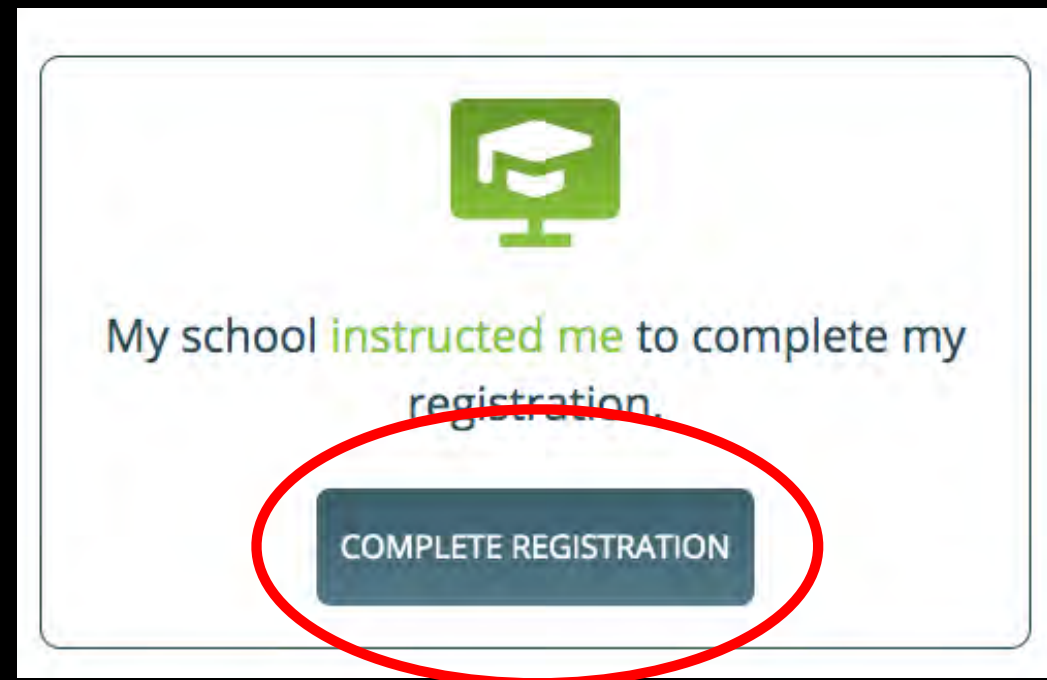 My school instructed me to complete my
registration.
COMPLETE REGISTRATION